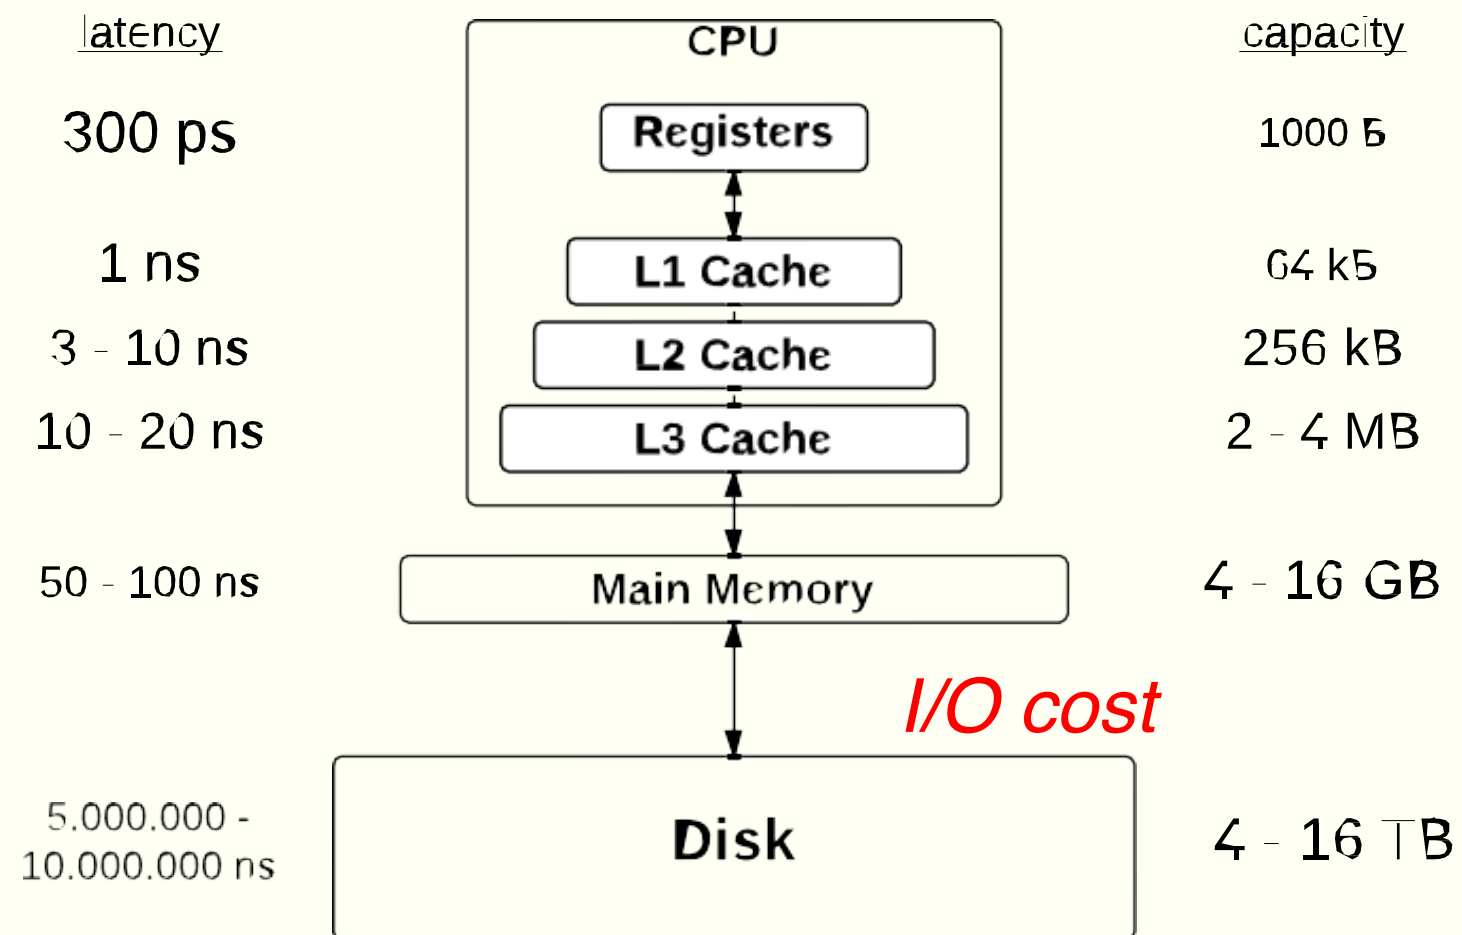 latency
CPU
capacity
300 ps
Registers
1000 B
1 ns
L1 Cache
64 kB
3 - 10 ns
L2 Cache
256 kB
10 - 20 ns
L3 Cache
2 - 4 MB
50 - 100 ns
Main Memory
4 - 16 GB
I/O cost
5.000.000 -
10.000.000 ns
Disk
4 - 16 TB